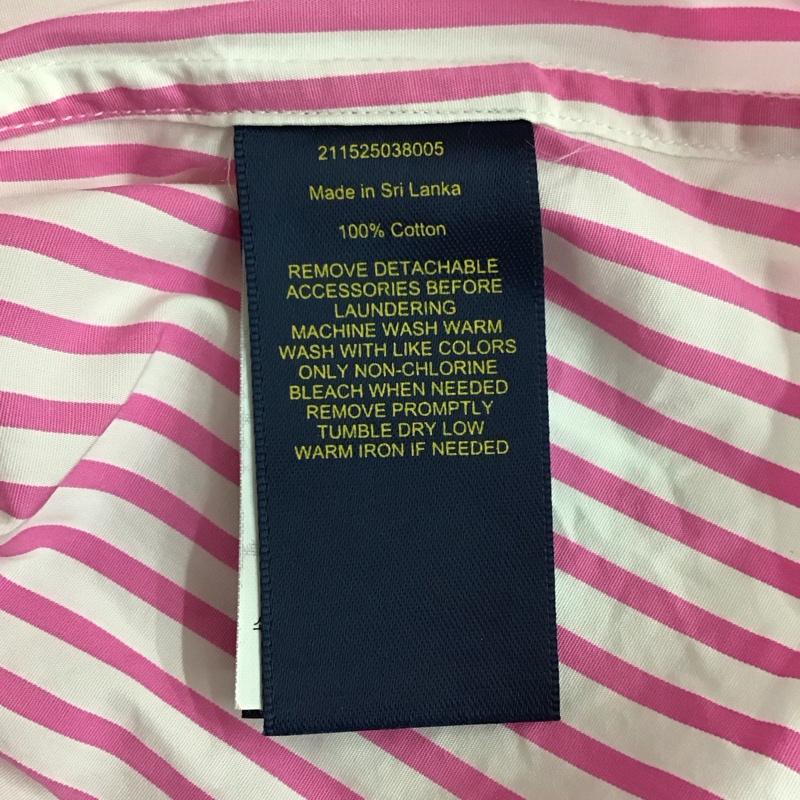 211525038005
Made in Sri Lanka
100% Cotton
REMOVE DETACHABLE
ACCESSORIES BEFORE
LAUNDERING
MACHINE WASH WARM
WASH WITH LIKE COLORS
ONLY NON-CHLORINE
BLEACH WHEN NEEDED
REMOVE PROMPTLY
TUMBLE DRY LOW
WARM IRON IF NEEDED